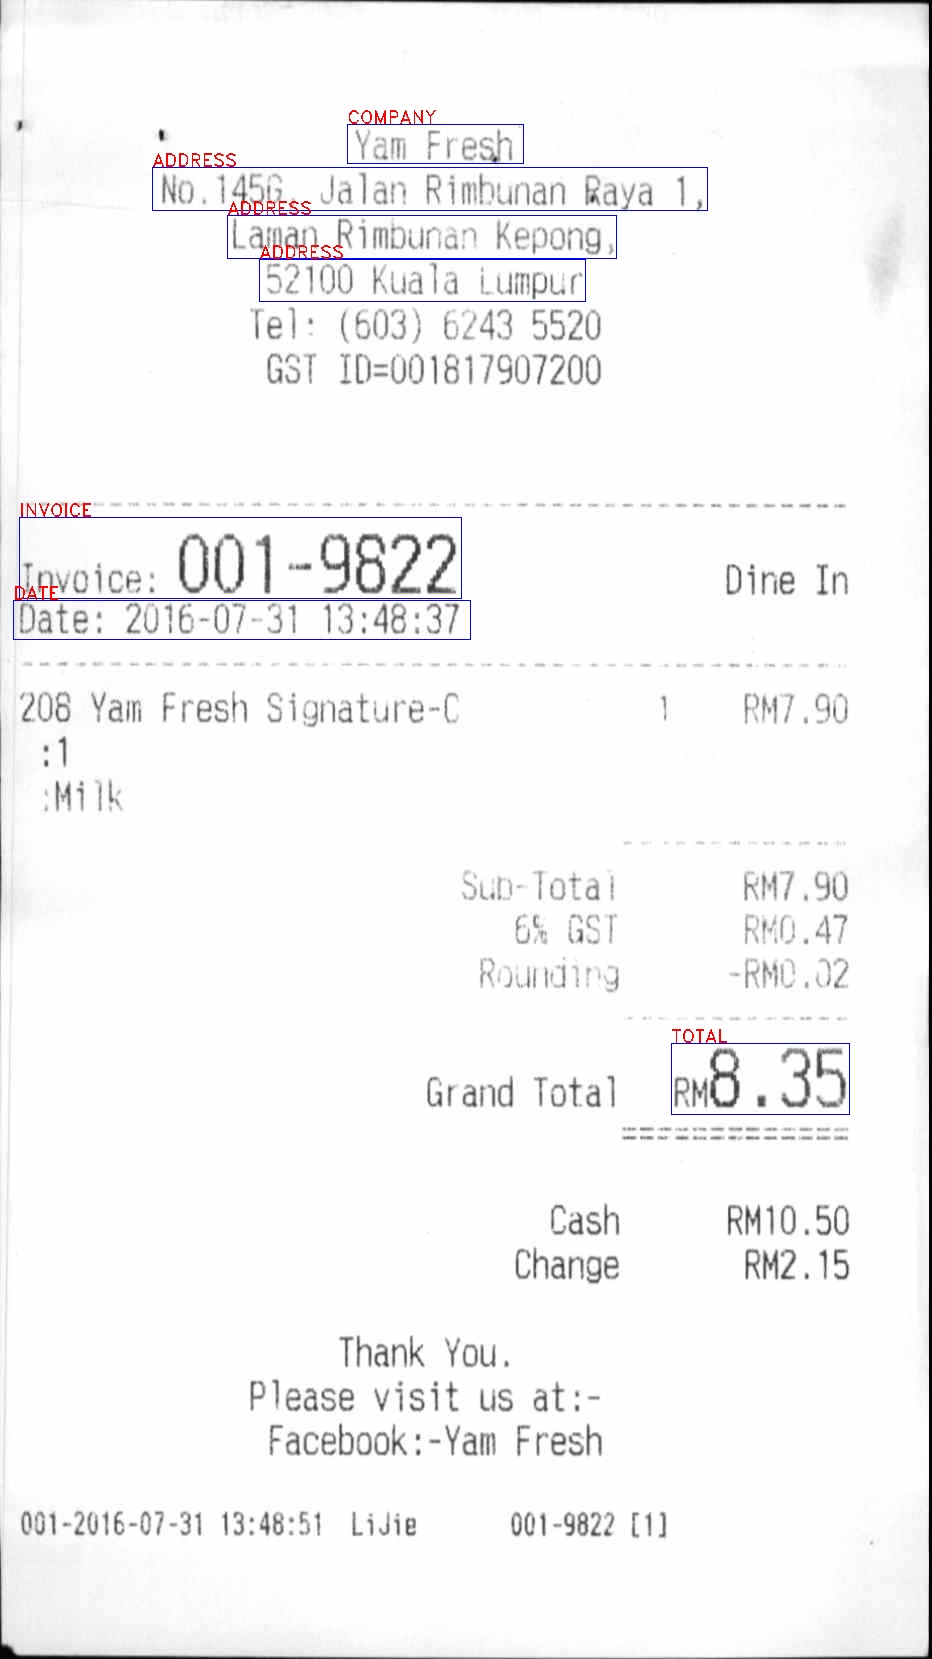 COMPANY
Yam Fresh
ADDRESS
No.145G, Jalan Rimbunan Raya 1,
ADDRESS
Laman Rimbunan Kepong,
ADDRESS
52100 Kuala Lumpur
Tel: (603) 6243 5520
GST ID=001817907200
INVOICE
Invoice: 001-9822 Dine In
DATE
Date: 2016-07-31 13:48:37
208 Yam Fresh Signature-C 1 RM7.90
:1
:Milk
Sub-Total RM7.90
6% GST RM0.47
Rounding -RM0.02
TOTAL
Grand Total RM8.35
Cash RM10.50
Change RM2.15
Thank You.
Please visit us at:-
Facebook:-Yam Fresh
001-2016-07-31 13:48:51 LiJie 001-9822 [1]